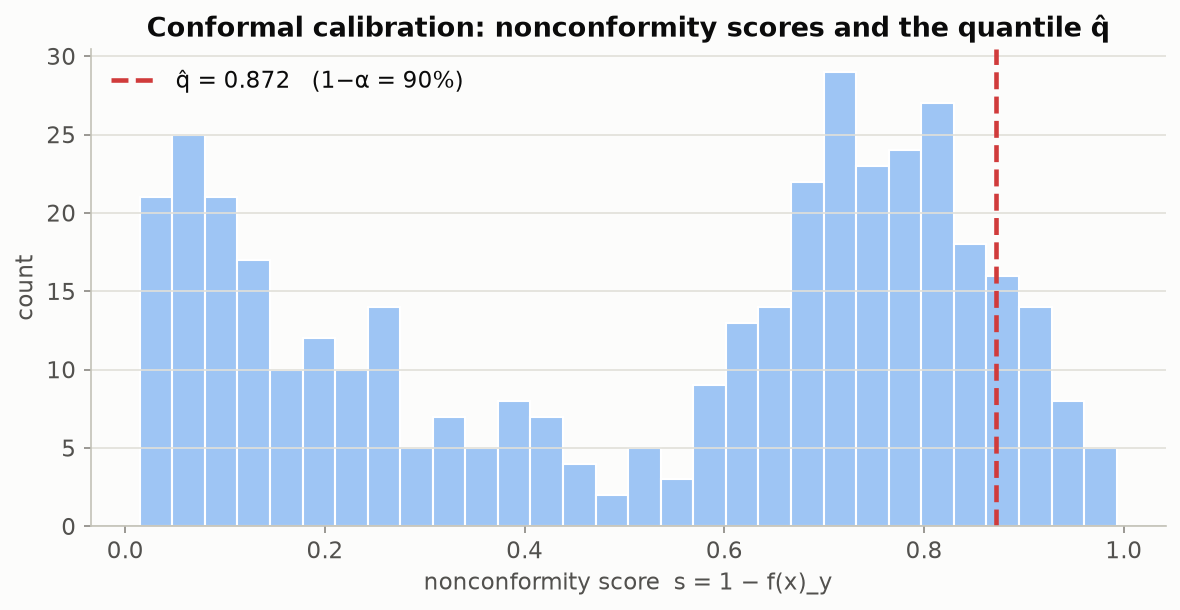 Conformal calibration: nonconformity scores and the quantile q̂
q̂ = 0.872 (1−α = 90%)
30
25
20
15
10
5
0
count
0.0 0.2 0.4 0.6 0.8 1.0
nonconformity score s = 1 − f(x)_y